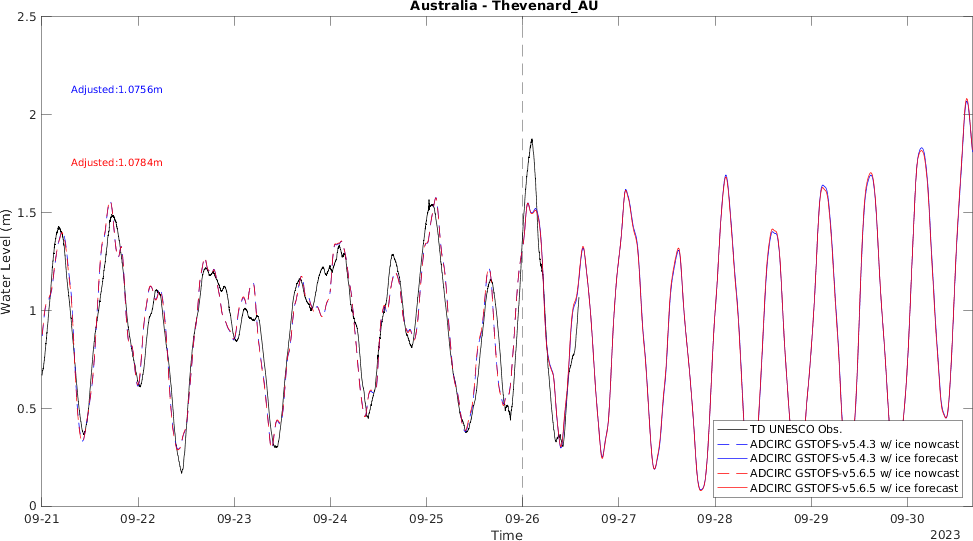 Australia - Thevenard_AU
Water Level (m)
2.5
2
1.5
1
0.5
0
Adjusted:1.0756m
Adjusted:1.0784m
TD UNESCO Obs.
ADCIRC GSTOFS-v5.4.3 w/ ice nowcast
ADCIRC GSTOFS-v5.4.3 w/ ice forecast
ADCIRC GSTOFS-v5.6.5 w/ ice nowcast
ADCIRC GSTOFS-v5.6.5 w/ ice forecast
09-21 09-22 09-23 09-24 09-25 09-26 09-27 09-28 09-29 09-30
Time
2023